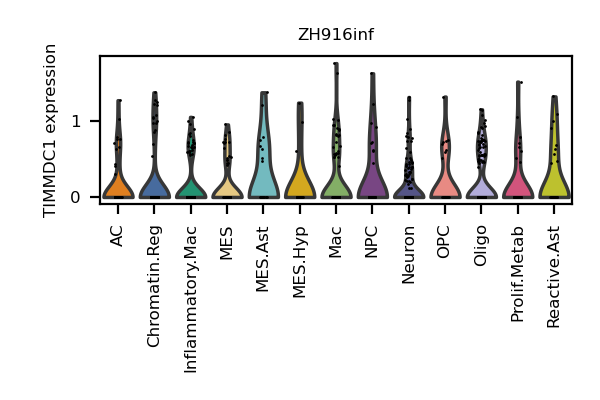 ZH916inf
TIMMDC1 expression
1
0
AC
Chromatin.Reg
Inflammatory.Mac
MES
MES.Ast
MES.Hyp
Mac
NPC
Neuron
OPC
Oligo
Prolif.Metab
Reactive.Ast